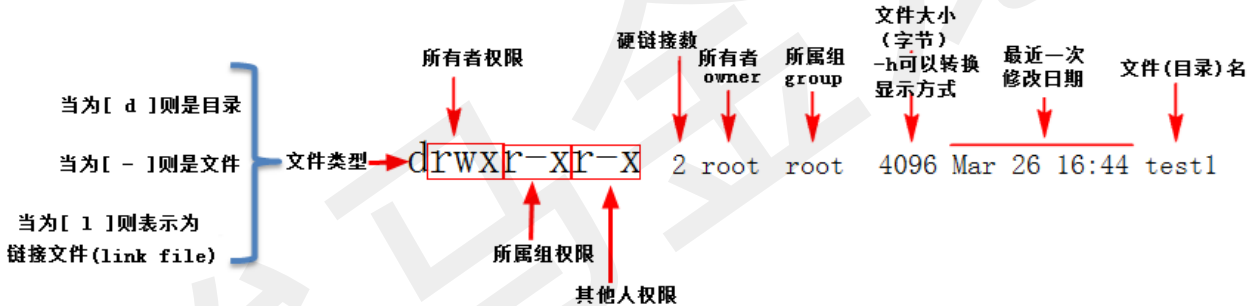 文件大小
（字节）
-h可以转换
显示方式
硬链接数
所有者
owner
所属组
group
最近一次
修改日期
文件(目录)名
所有者权限
当为[ d ]则是目录
当为[ - ]则是文件
当为[ l ]则表示为
链接文件(link file)
文件类型
drwxr-xr-x 2 root root 4096 Mar 26 16:44 test1
所属组权限
其他人权限